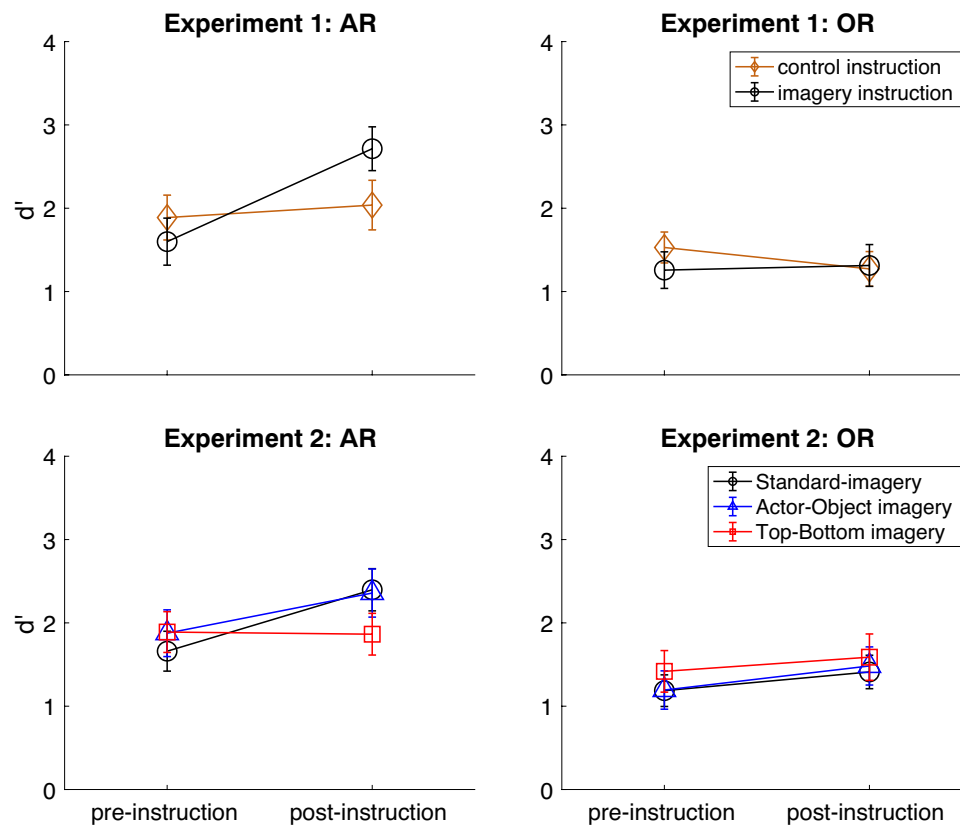 Experiment 1: AR
Experiment 1: OR
4
3
2
1
0
d'
4
3
2
1
0
control instruction
imagery instruction
Experiment 2: AR
Experiment 2: OR
4
3
2
1
0
d'
pre-instruction
post-instruction
4
3
2
1
0
Standard-imagery
Actor-Object imagery
Top-Bottom imagery
pre-instruction
post-instruction